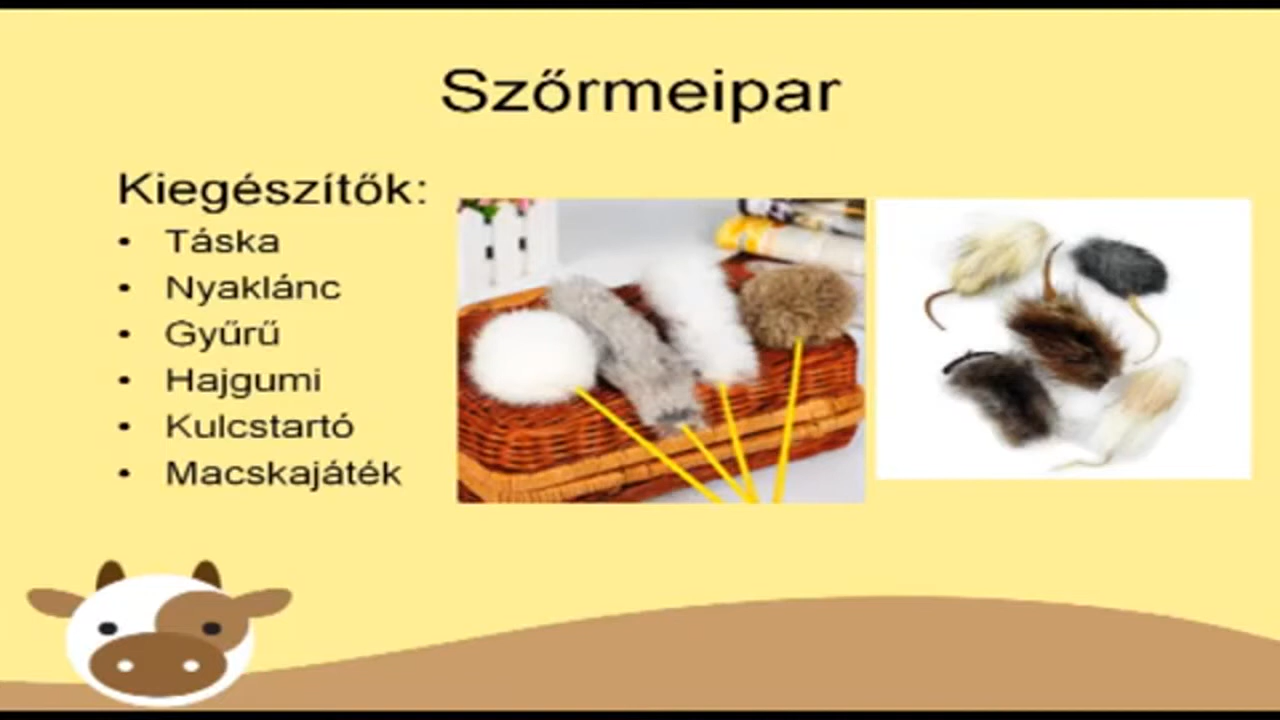 Szőrmeipar
Kiegészítők:
• Táska
• Nyaklánc
• Gyűrű
• Hajgumi
• Kulcstartó
• Macskajáték